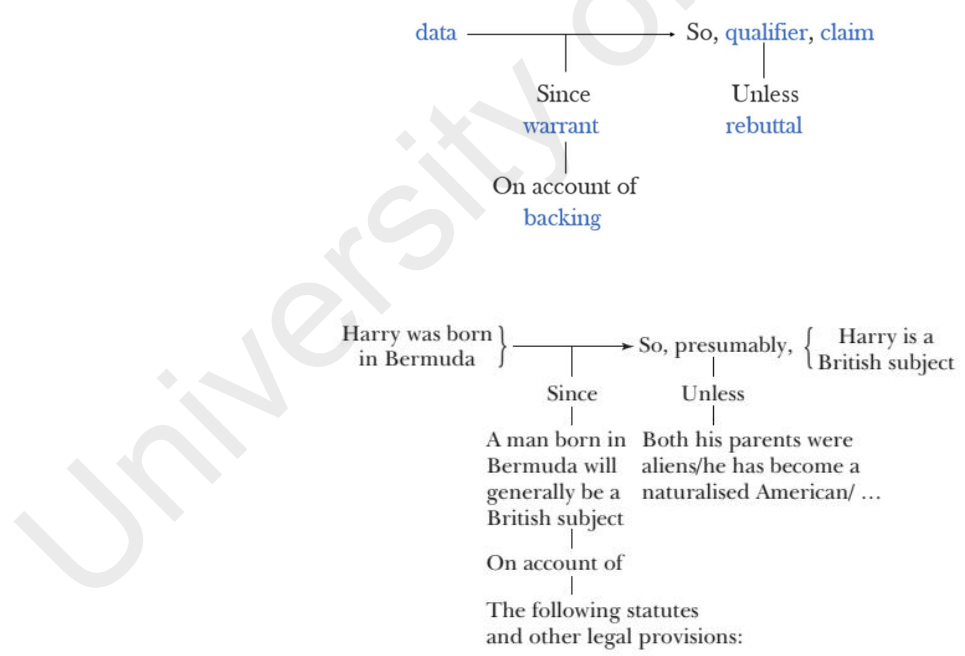 data So, qualifier, claim
Since Unless
warrant rebuttal
On account of
backing
Harry was born
in Bermuda
So, presumably,
Harry is a
British subject
Since Unless
A man born in
Bermuda will
generally be a
British subject
Both his parents were
aliens/he has become a
naturalised American/ …
On account of
The following statutes
and other legal provisions:
University of